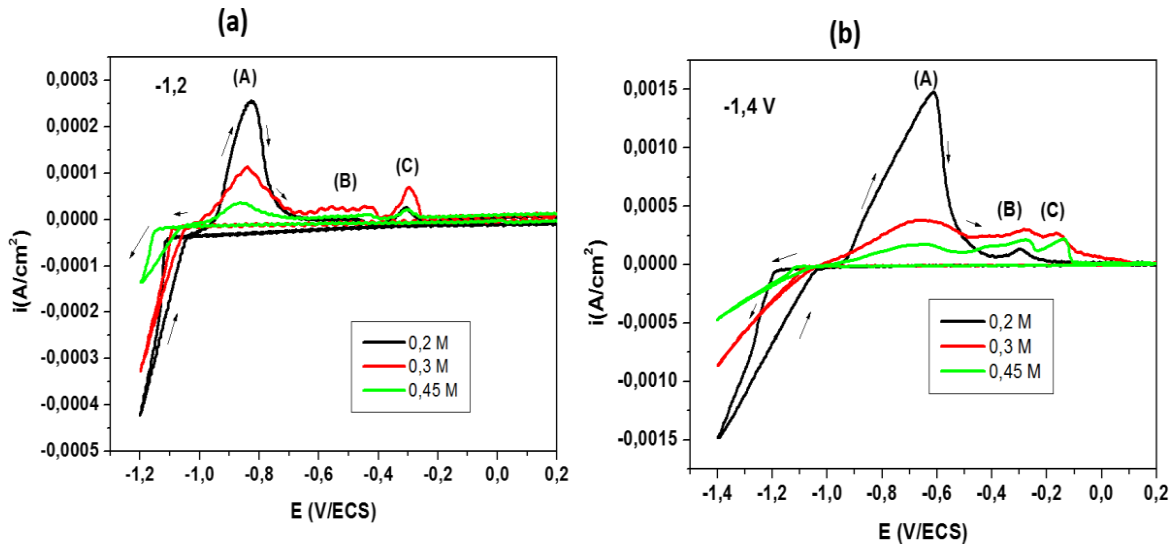 (a)
-1,2
(A)
(B)
(C)
0,0003
0,0002
0,0001
0,0000
-0,0001
-0,0002
-0,0003
-0,0004
-0,0005
i(A/cm²)
0,2 M
0,3 M
0,45 M
-1,2 -1,0 -0,8 -0,6 -0,4 -0,2 0,0 0,2
E (V/ECS)
(b)
-1,4 V
(A)
(B)
(C)
0,0015
0,0010
0,0005
0,0000
-0,0005
-0,0010
-0,0015
i(A/cm²)
0,2 M
0,3 M
0,45 M
-1,4 -1,2 -1,0 -0,8 -0,6 -0,4 -0,2 0,0 0,2
E (V/ECS)